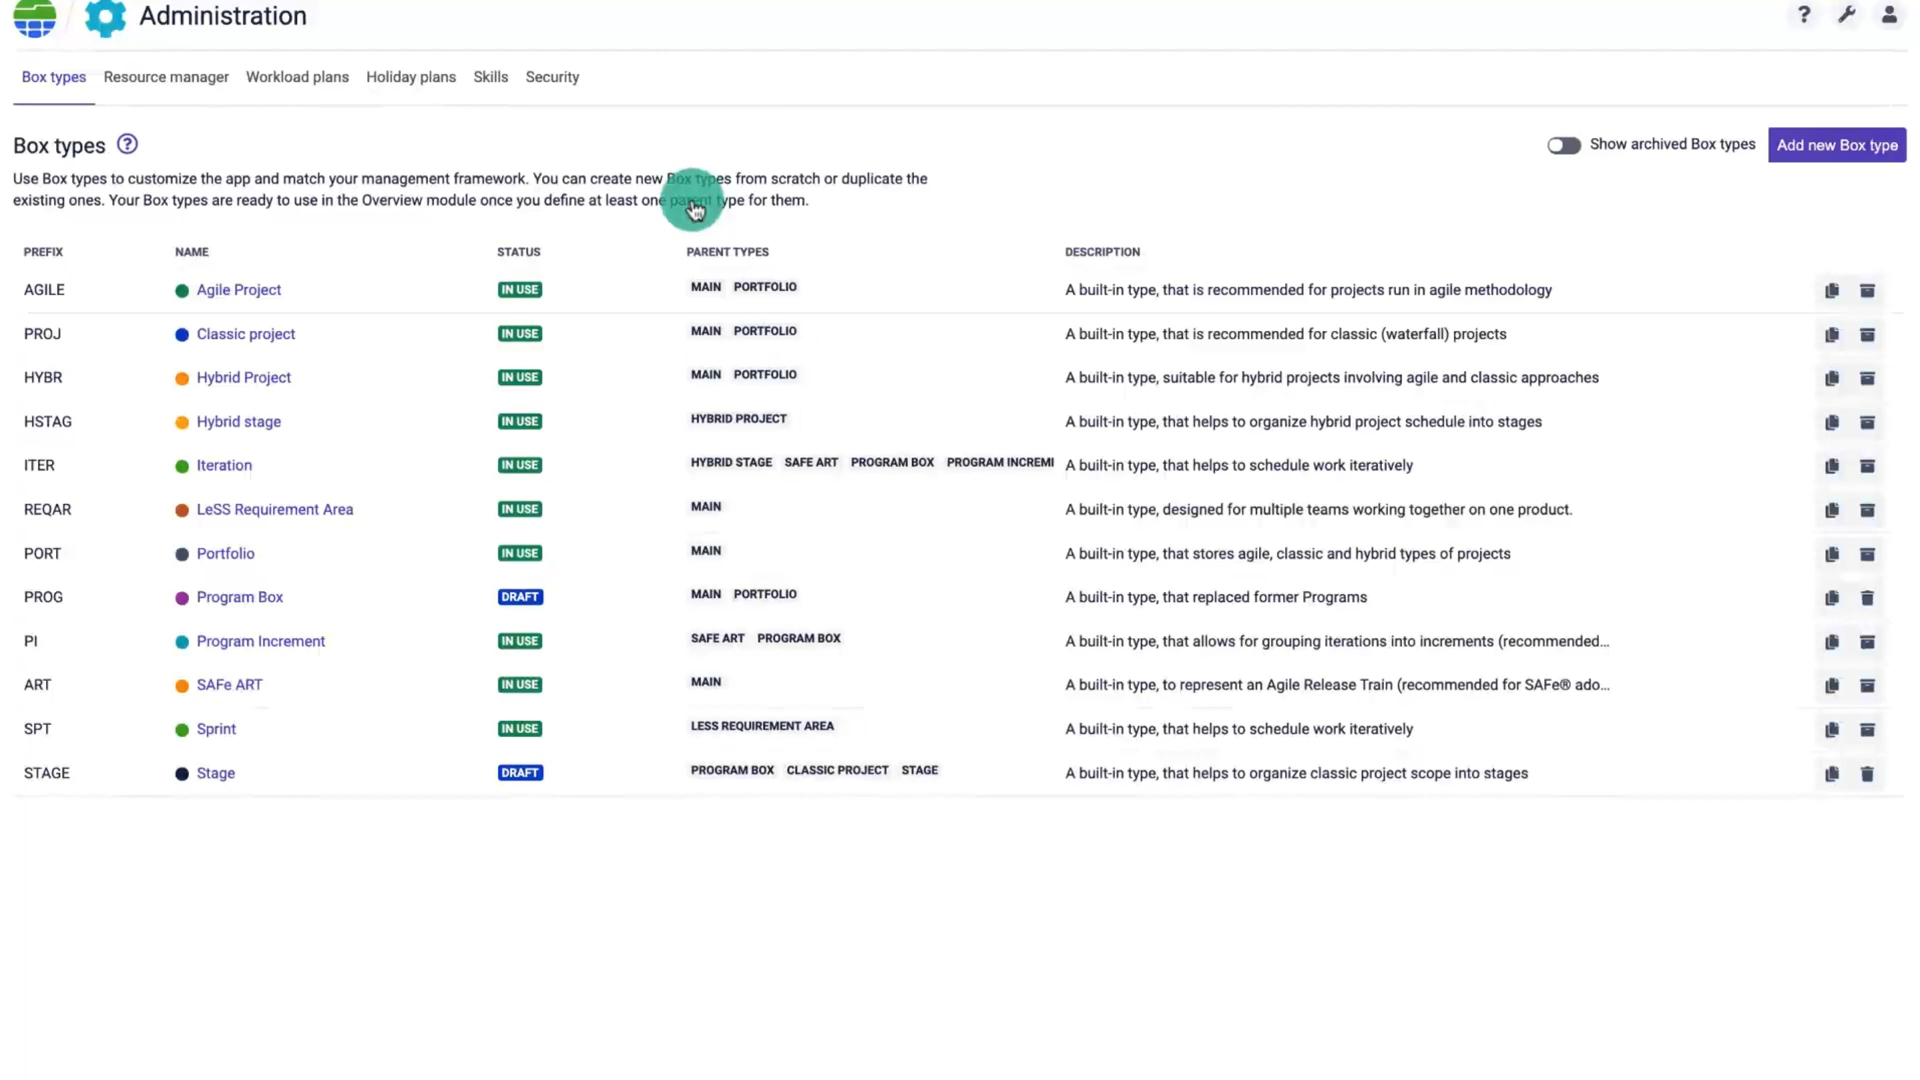 Administration
?
Box types Resource manager Workload plans Holiday plans Skills Security
Box types ? Show archived Box types Add new Box type
Use Box types to customize the app and match your management framework. You can create new Box types from scratch or duplicate the
existing ones. Your Box types are ready to use in the Overview module once you define at least one parent type for them.
PREFIX NAME STATUS PARENT TYPES DESCRIPTION
AGILE Agile Project IN USE MAIN PORTFOLIO A built-in type, that is recommended for projects run in agile methodology
PROJ Classic project IN USE MAIN PORTFOLIO A built-in type, that is recommended for classic (waterfall) projects
HYBR Hybrid Project IN USE MAIN PORTFOLIO A built-in type, suitable for hybrid projects involving agile and classic approaches
HSTAG Hybrid stage IN USE HYBRID PROJECT A built-in type, that helps to organize hybrid project schedule into stages
ITER Iteration IN USE HYBRID STAGE SAFE ART PROGRAM BOX PROGRAM INCREMI A built-in type, that helps to schedule work iteratively
REQAR LeSS Requirement Area IN USE MAIN A built-in type, designed for multiple teams working together on one product.
PORT Portfolio IN USE MAIN A built-in type, that stores agile, classic and hybrid types of projects
PROG Program Box DRAFT MAIN PORTFOLIO A built-in type, that replaced former Programs
PI Program Increment IN USE SAFE ART PROGRAM BOX A built-in type, that allows for grouping iterations into increments (recommended...
ART SAFe ART IN USE MAIN A built-in type, to represent an Agile Release Train (recommended for SAFe® ado...
SPT Sprint IN USE LESS REQUIREMENT AREA A built-in type, that helps to schedule work iteratively
STAGE Stage DRAFT PROGRAM BOX CLASSIC PROJECT STAGE A built-in type, that helps to organize classic project scope into stages